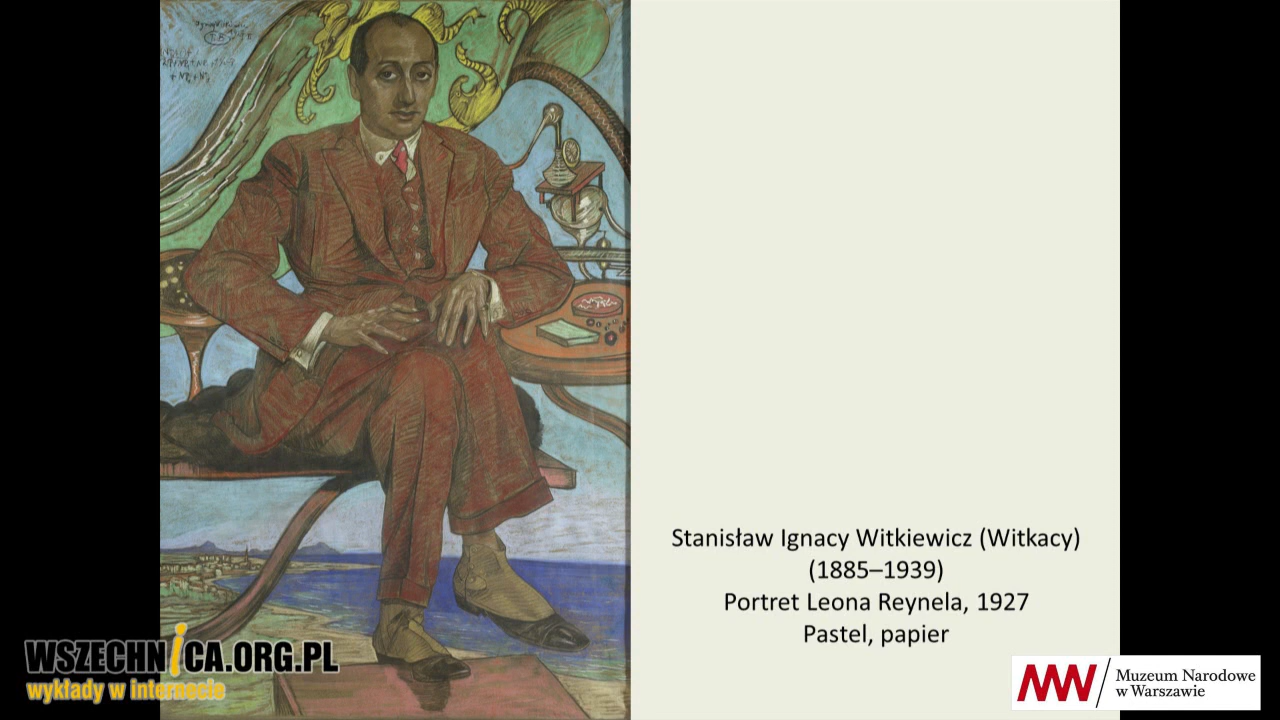 Stanisław Ignacy Witkiewicz (Witkacy)
(1885–1939)
Portret Leona Reynela, 1927
Pastel, papier
WSZECHNiCA.ORG.PL
wykłady w internecie
MW
Muzeum Narodowe
w Warszawie